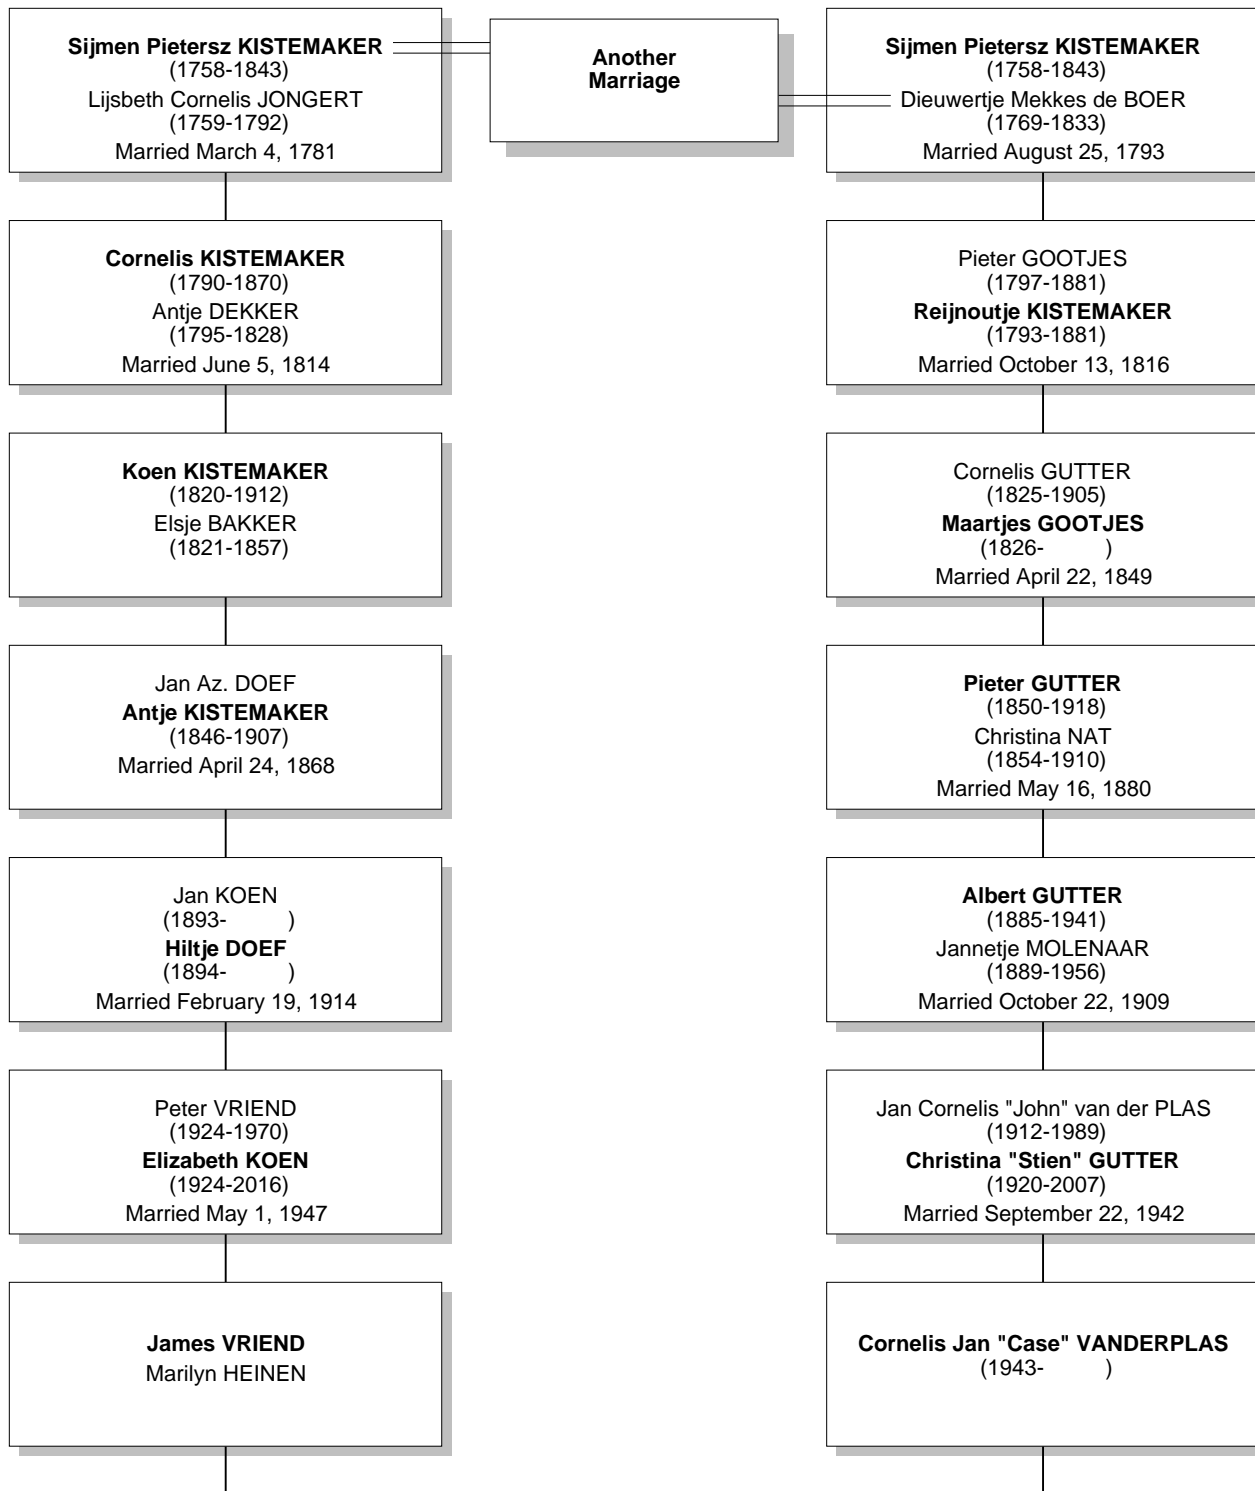 Sijmen Pietersz KISTEMAKER
(1758-1843)
Lijsbeth Cornelis JONGERT
(1759-1792)
Married March 4, 1781
Another
Marriage
Sijmen Pietersz KISTEMAKER
(1758-1843)
Dieuwertje Mekkes de BOER
(1769-1833)
Married August 25, 1793
Cornelis KISTEMAKER
(1790-1870)
Antje DEKKER
(1795-1828)
Married June 5, 1814
Pieter GOOTJES
(1797-1881)
Reijnoutje KISTEMAKER
(1793-1881)
Married October 13, 1816
Koen KISTEMAKER
(1820-1912)
Elsje BAKKER
(1821-1857)
Cornelis GUTTER
(1825-1905)
Maartjes GOOTJES
(1826- )
Married April 22, 1849
Jan Az. DOEF
Antje KISTEMAKER
(1846-1907)
Married April 24, 1868
Pieter GUTTER
(1850-1918)
Christina NAT
(1854-1910)
Married May 16, 1880
Jan KOEN
(1893- )
Hiltje DOEF
(1894- )
Married February 19, 1914
Albert GUTTER
(1885-1941)
Jannetje MOLENAAR
(1889-1956)
Married October 22, 1909
Peter VRIEND
(1924-1970)
Elizabeth KOEN
(1924-2016)
Married May 1, 1947
Jan Cornelis "John" van der PLAS
(1912-1989)
Christina "Stien" GUTTER
(1920-2007)
Married September 22, 1942
James VRIEND
Marilyn HEINEN
Cornelis Jan "Case" VANDERPLAS
(1943- )